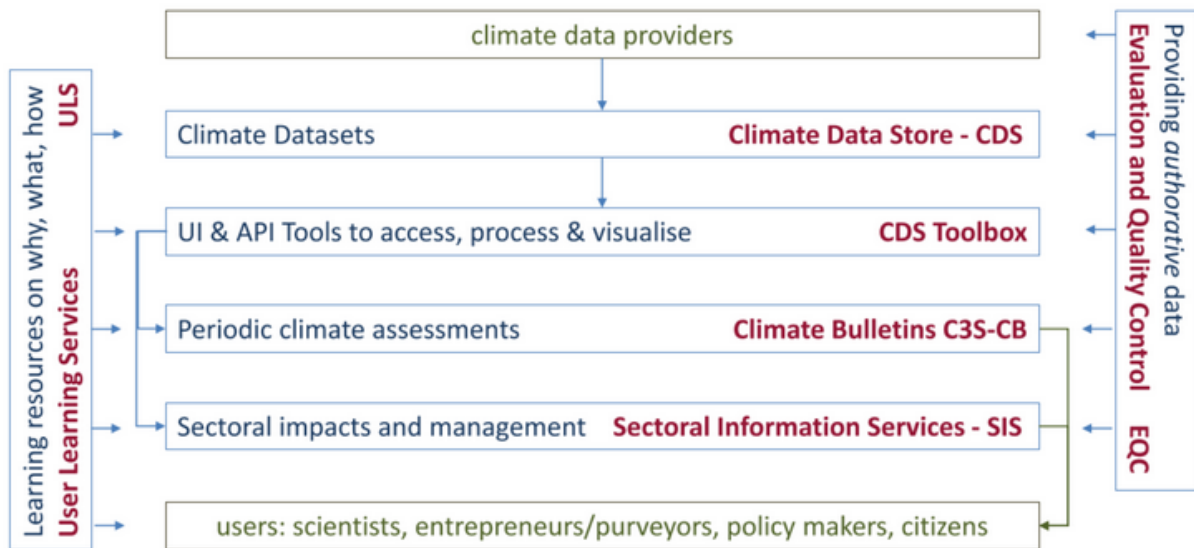 climate data providers
Climate Datasets Climate Data Store - CDS
UI & API Tools to access, process & visualise CDS Toolbox
Periodic climate assessments Climate Bulletins C3S-CB
Sectoral impacts and management Sectoral Information Services - SIS
users: scientists, entrepreneurs/purveyors, policy makers, citizens
Learning resources on why, what, how
User Learning Services ULS
Providing authorative data
Evaluation and Quality Control EQC